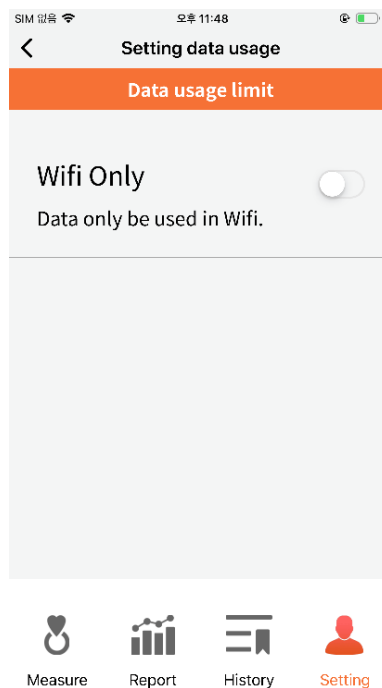 SIM 없음 오후 11:48
Setting data usage
Data usage limit
Wifi Only
Data only be used in Wifi.
Measure Report History Setting